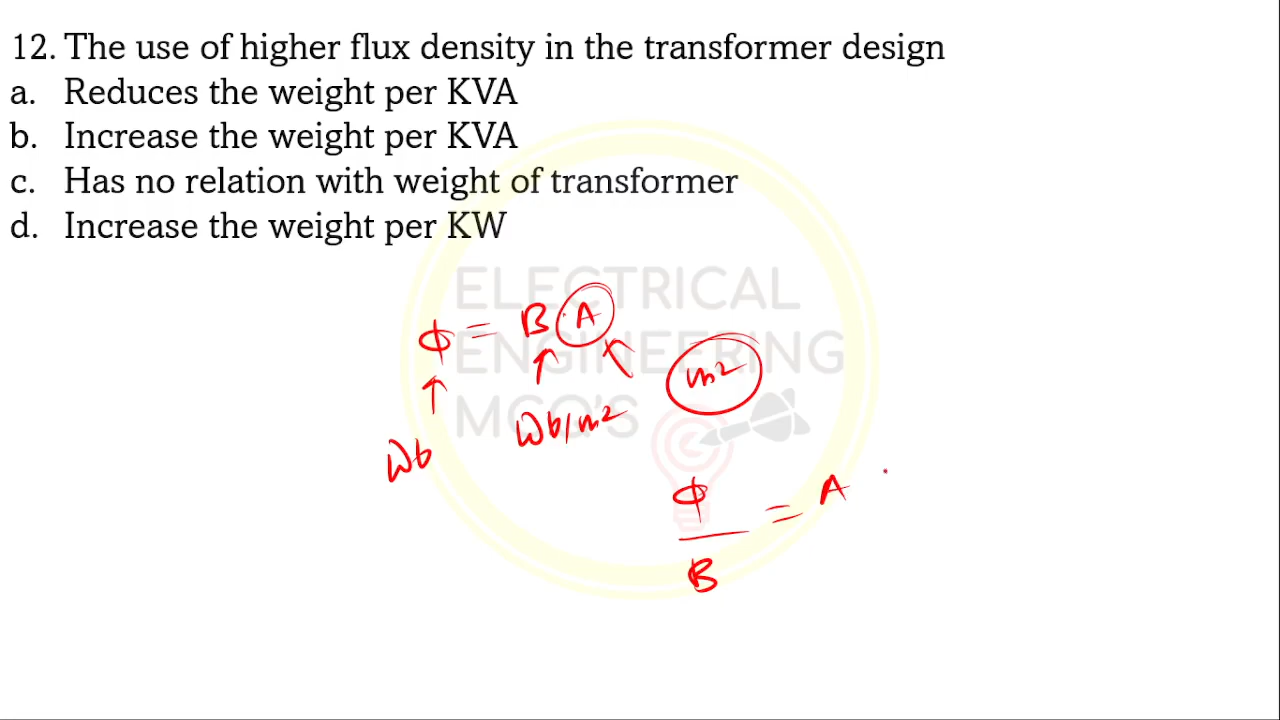 12. The use of higher flux density in the transformer design
a. Reduces the weight per KVA
b. Increase the weight per KVA
c. Has no relation with weight of transformer
d. Increase the weight per KW
ELECTRICAL
ENGINEERING
MCQ'S
ϕ = B A
Wb
Wb/m2
m2
ϕ
B
= A